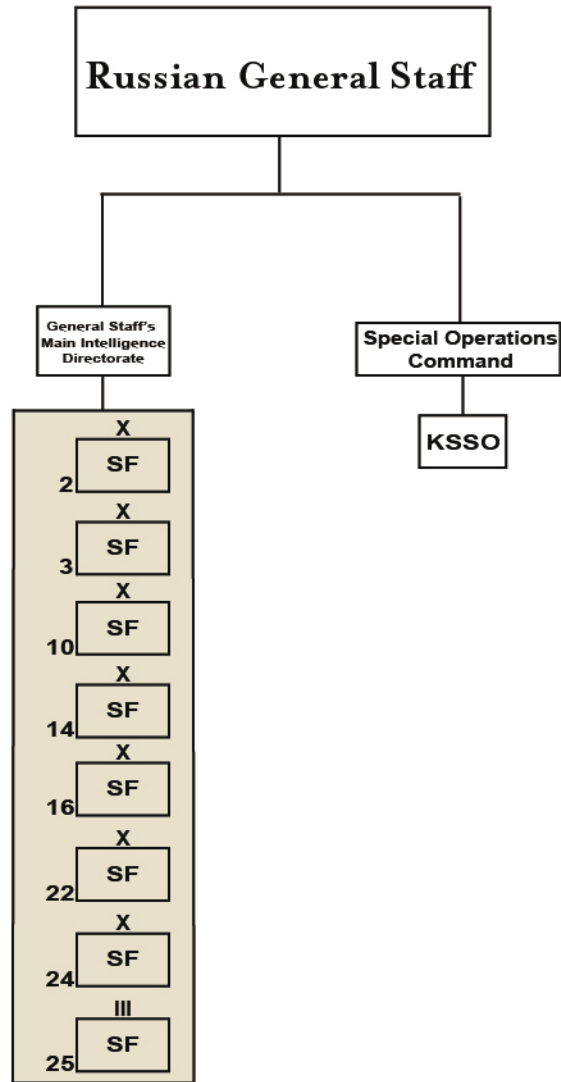 Russian General Staff
General Staff's
Main Intelligence
Directorate
Special Operations
Command
KSSO
X
SF
2
X
SF
3
X
SF
10
X
SF
14
X
SF
16
X
SF
22
X
SF
24
III
SF
25